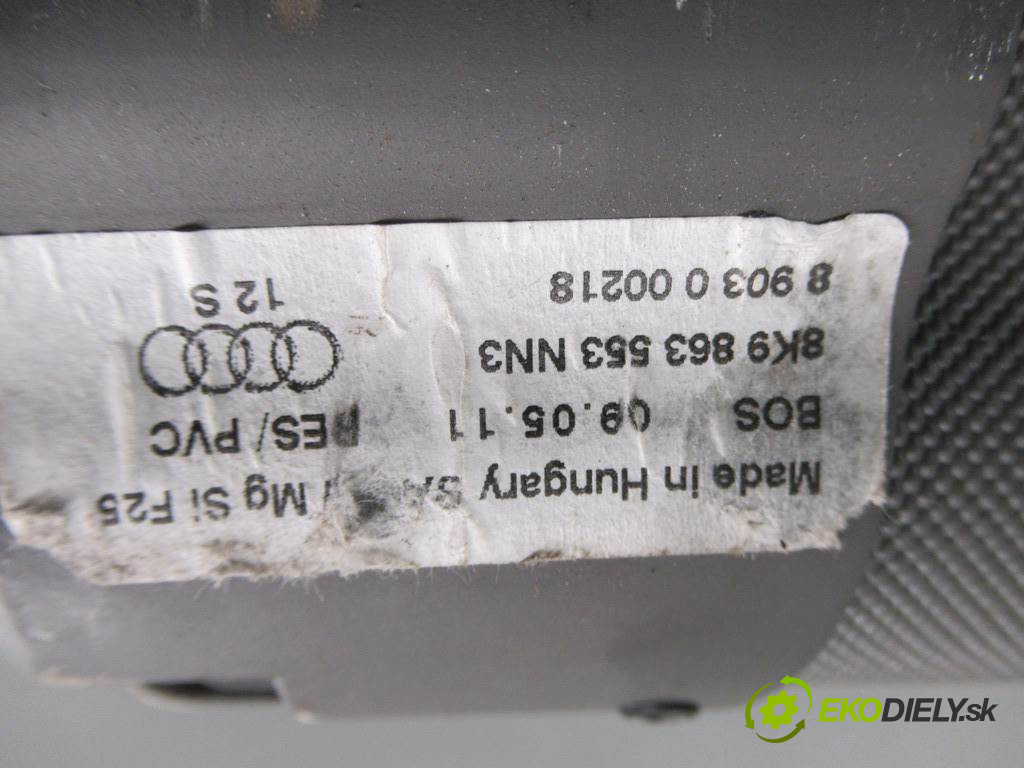 Made in Hungary Mg Si F25
BOS 09.05.11 PES/PVC
8K9 863 553 NN3
8 903 0 00218 12 S
EKODIELY.sk